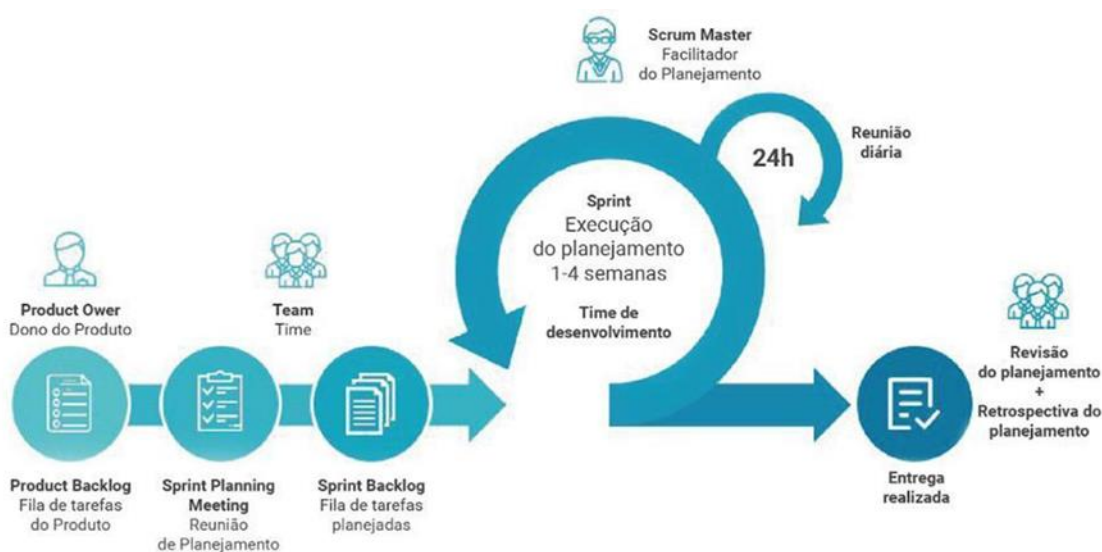 Scrum Master
Facilitador
do Planejamento
24h
Reunião
diária
Sprint
Execução
do planejamento
1-4 semanas
Time de
desenvolvimento
Product Ower
Dono do Produto
Team
Time
Revisão
do planejamento
+
Retrospectiva do
planejamento
Product Backlog
Fila de tarefas
do Produto
Sprint Planning
Meeting
Reunião
de Planejamento
Sprint Backlog
Fila de tarefas
planejadas
Entrega
realizada